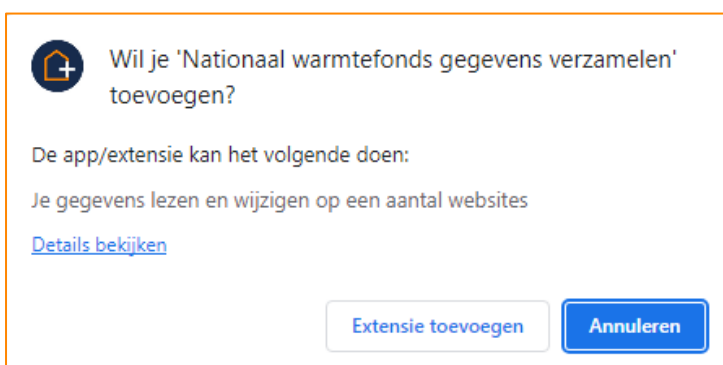 Wil je 'Nationaal warmtefonds gegevens verzamelen'
toevoegen?
De app/extensie kan het volgende doen:
Je gegevens lezen en wijzigen op een aantal websites
Details bekijken
Extensie toevoegen
Annuleren